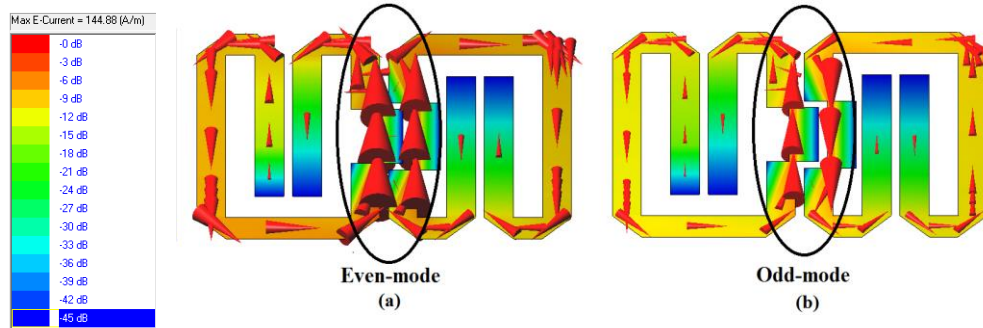 Max E-Current = 144.88 (A/m)
-0 dB
-3 dB
-6 dB
-9 dB
-12 dB
-15 dB
-18 dB
-21 dB
-24 dB
-27 dB
-30 dB
-33 dB
-36 dB
-39 dB
-42 dB
-45 dB
Even-mode
(a)
Odd-mode
(b)